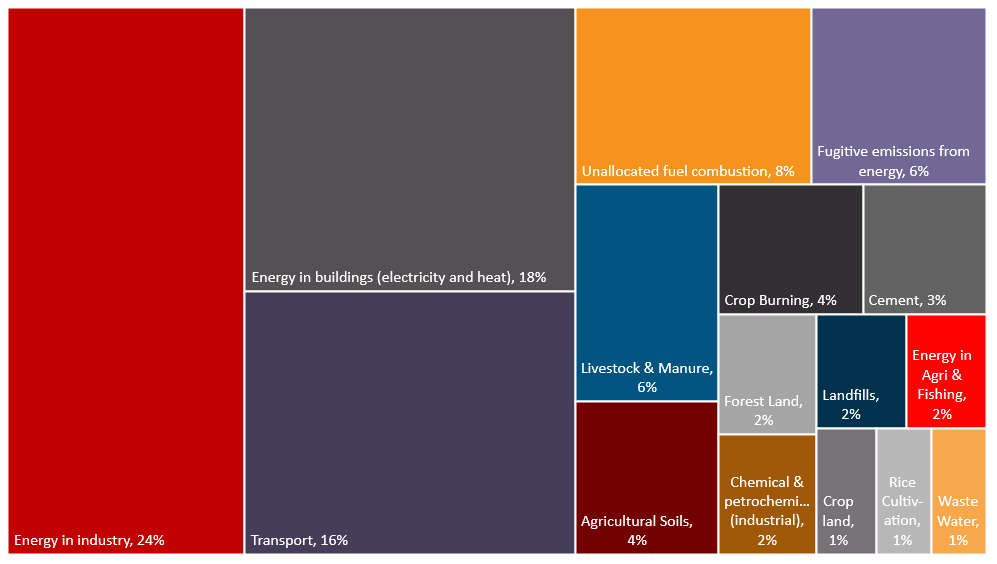 Energy in industry, 24%
Energy in buildings (electricity and heat), 18%
Transport, 16%
Unallocated fuel combustion, 8%
Fugitive emissions from
energy, 6%
Livestock & Manure,
6%
Agricultural Soils,
4%
Crop Burning, 4%
Cement, 3%
Forest Land,
2%
Chemical &
petrochemi...
(industrial),
2%
Landfills,
2%
Energy in
Agri &
Fishing,
2%
Crop
land,
1%
Rice
Cultiv-
ation,
1%
Waste
Water,
1%